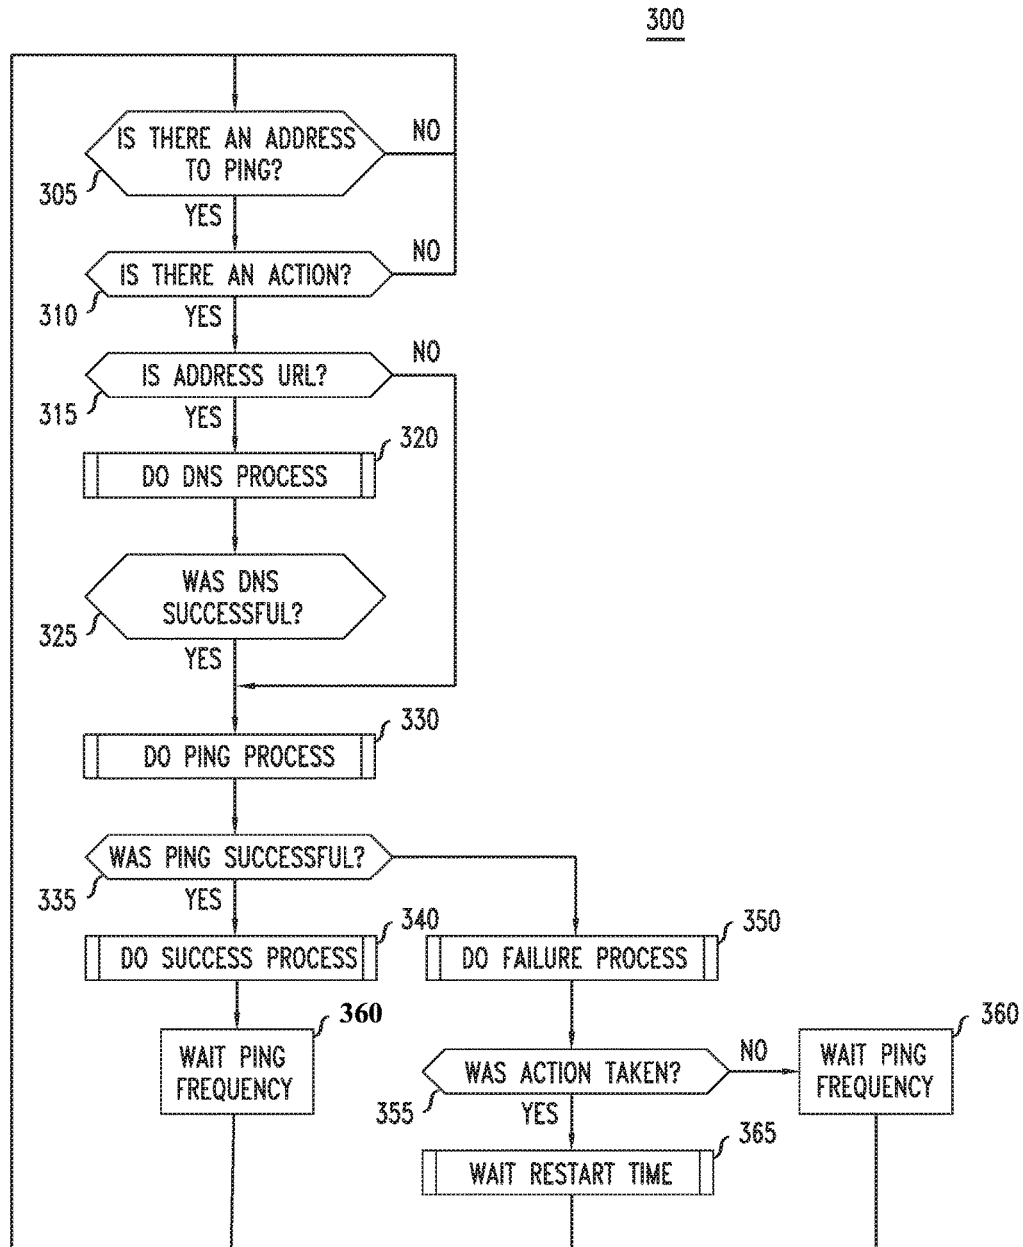 300
IS THERE AN ADDRESS
TO PING?
NO
305
YES
IS THERE AN ACTION?
NO
310
YES
IS ADDRESS URL?
NO
315
YES
320
DO DNS PROCESS
WAS DNS
SUCCESSFUL?
325
YES
330
DO PING PROCESS
WAS PING SUCCESSFUL?
335
YES
340
DO SUCCESS PROCESS
350
DO FAILURE PROCESS
360
WAIT PING
FREQUENCY
WAS ACTION TAKEN?
NO
355
YES
360
WAIT PING
FREQUENCY
365
WAIT RESTART TIME